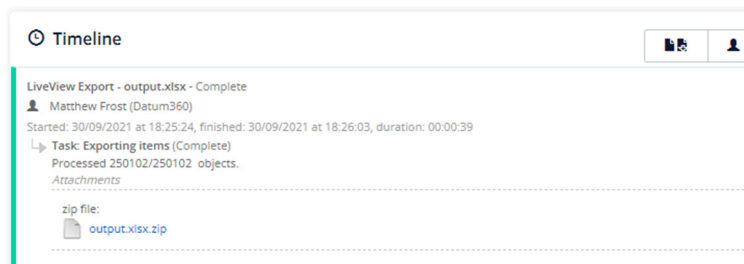 Timeline
LiveView Export - output.xlsx - Complete
Matthew Frost (Datum360)
Started: 30/09/2021 at 18:25:24, finished: 30/09/2021 at 18:26:03, duration: 00:00:39
Task: Exporting items (Complete)
Processed 250102/250102 objects.
Attachments
zip file:
output.xlsx.zip